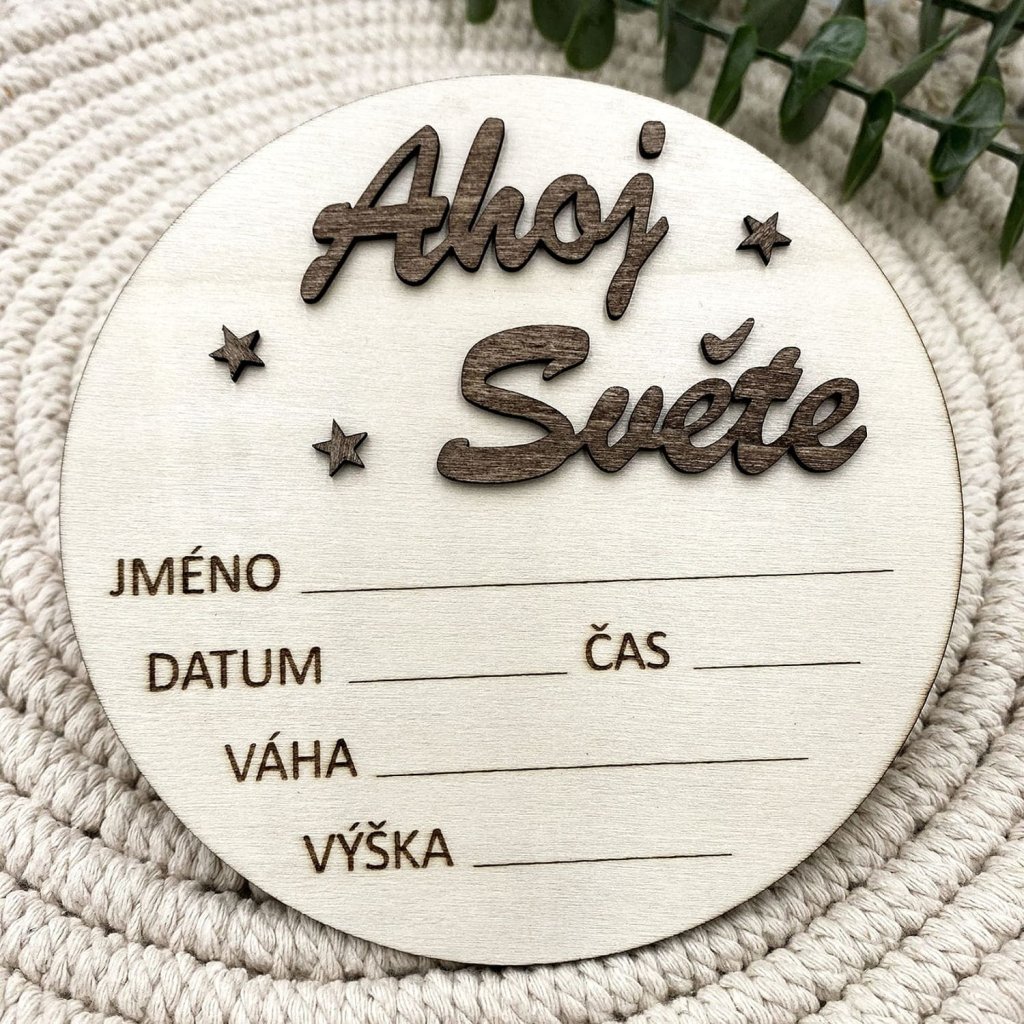 Ahoj
Světe
JMÉNO
DATUM ČAS
VÁHA
VÝŠKA